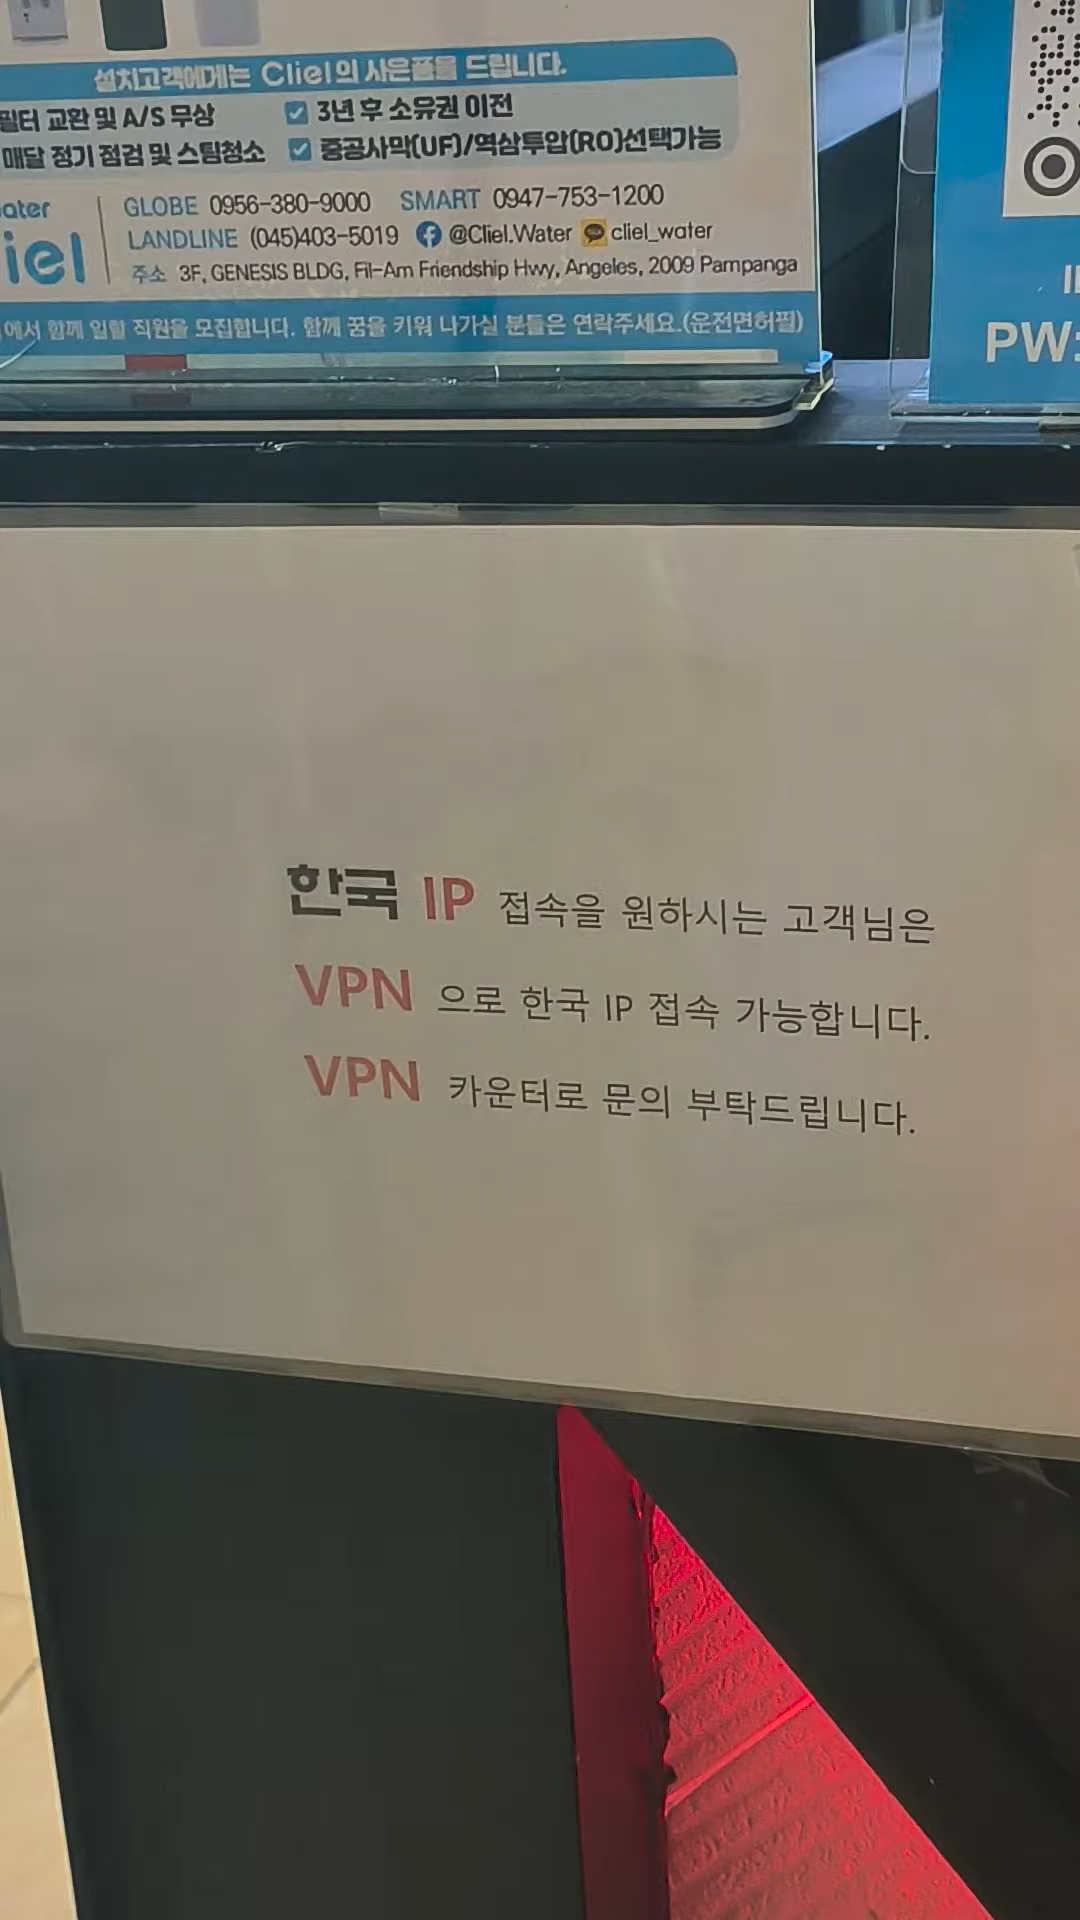 설치고객에게는 Cliel의 사은품을 드립니다.
필터 교환 및 A/S 무상
3년 후 소유권 이전
매달 정기 점검 및 스팀청소
중공사막(UF)/역삼투압(RO)선택가능
GLOBE 0956-380-9000 SMART 0947-753-1200
LANDLINE (045)403-5019 @Cliel.Water cliel_water
주소 3F, GENESIS BLDG, Fil-Am Friendship Hwy, Angeles, 2009 Pampanga
에서 함께 일할 직원을 모집합니다. 함께 꿈을 키워 나가실 분들은 연락주세요.(운전면허필)
PW:
한국 IP 접속을 원하시는 고객님은
VPN 으로 한국 IP 접속 가능합니다.
VPN 카운터로 문의 부탁드립니다.